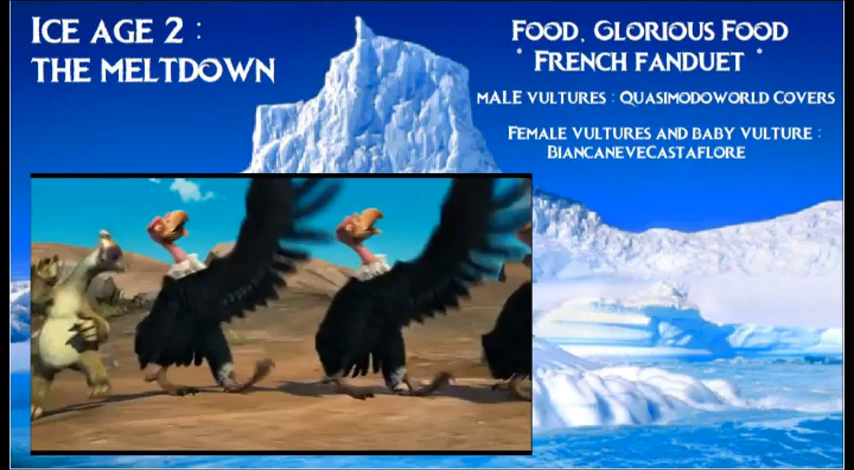 ICE AGE 2 :
THE MELTDOWN
FOOD, GLORIOUS FOOD
* FRENCH FANDUET *
MALE VULTURES : QUASIMODOWORLD COVERS
FEMALE VULTURES AND BABY VULTURE :
BIANCANEVECASTAFLORE